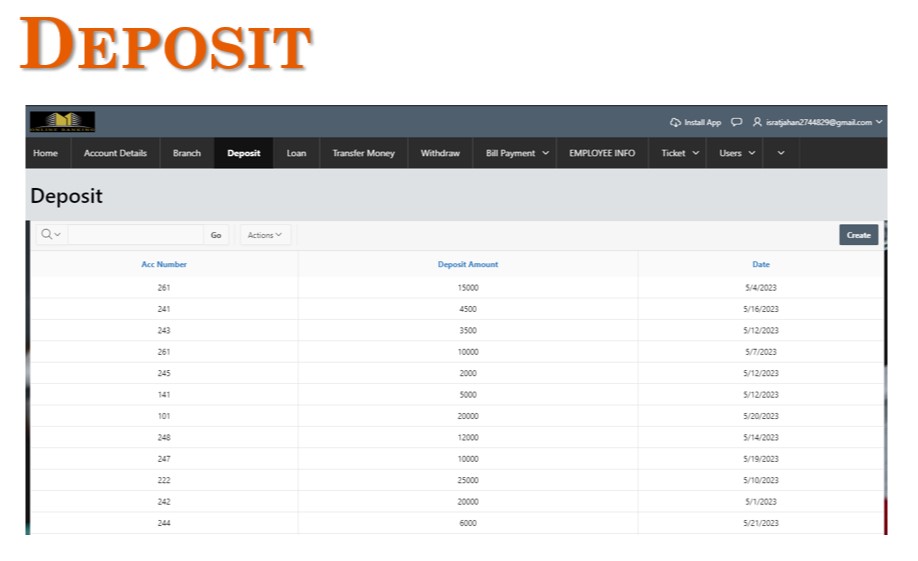 DEPOSIT
ONLINE BANKING
Install App isratjahan2744829@gmail.com
Home Account Details Branch Deposit Loan Transfer Money Withdraw Bill Payment EMPLOYEE INFO Ticket Users
Deposit
Go Actions Create
Acc Number Deposit Amount Date
261 15000 5/4/2023
241 4500 5/16/2023
243 3500 5/12/2023
261 10000 5/7/2023
245 2000 5/12/2023
141 5000 5/12/2023
101 20000 5/20/2023
248 12000 5/14/2023
247 10000 5/19/2023
222 25000 5/10/2023
242 20000 5/1/2023
244 6000 5/21/2023